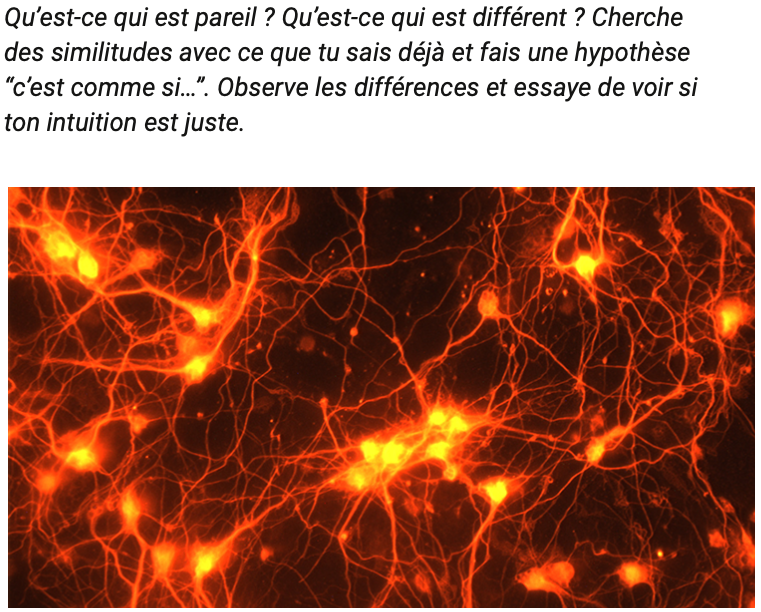 Qu’est-ce qui est pareil ? Qu’est-ce qui est différent ? Cherche
des similitudes avec ce que tu sais déjà et fais une hypothèse
“c’est comme si…”. Observe les différences et essaye de voir si
ton intuition est juste.